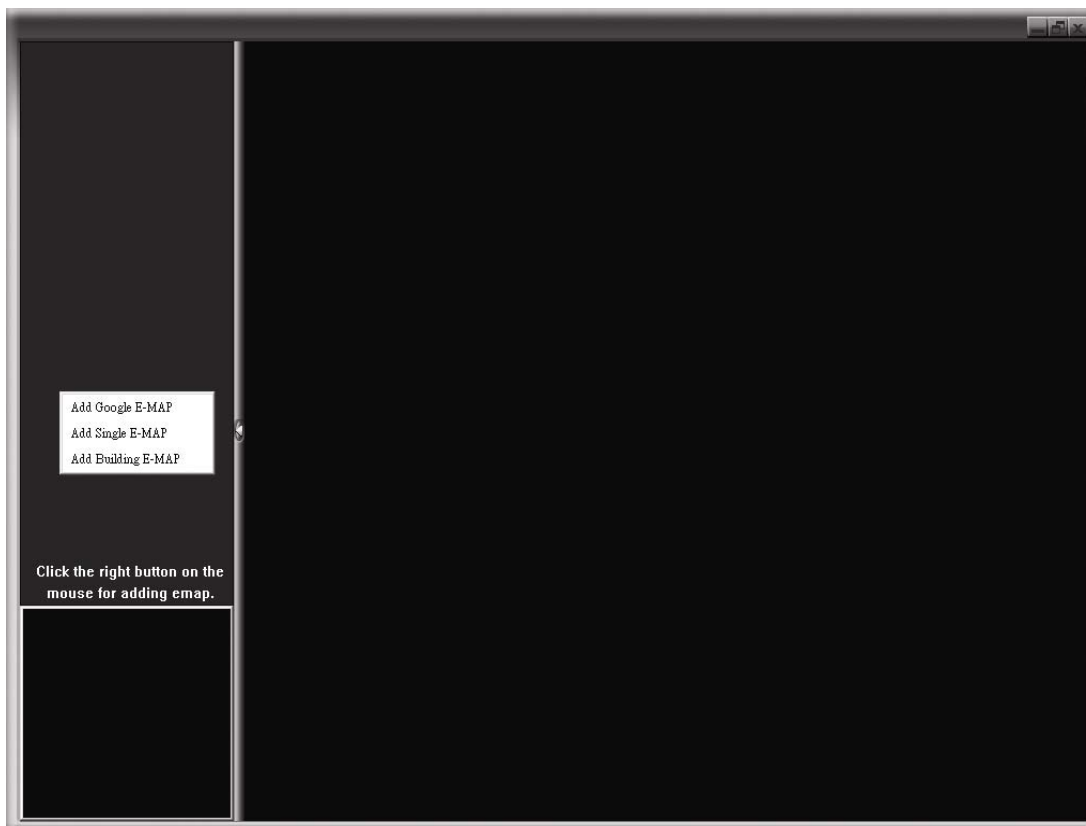 Add Google E-MAP
Add Single E-MAP
Add Building E-MAP
Click the right button on the
mouse for adding emap.